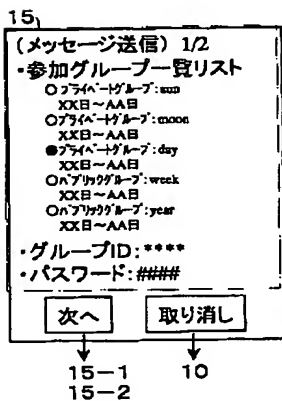 15
(メッセージ送信) 1/2
・参加グループ一覧リスト
○プライベートグループ:sun
XX日～AA日
○プライベートグループ:moon
XX日～AA日
●プライベートグループ:day
XX日～AA日
○パブリックグループ:week
XX日～AA日
○パブリックグループ:year
XX日～AA日
・グループID:****
・パスワード:####
次へ 取り消し
15-1 10
15-2